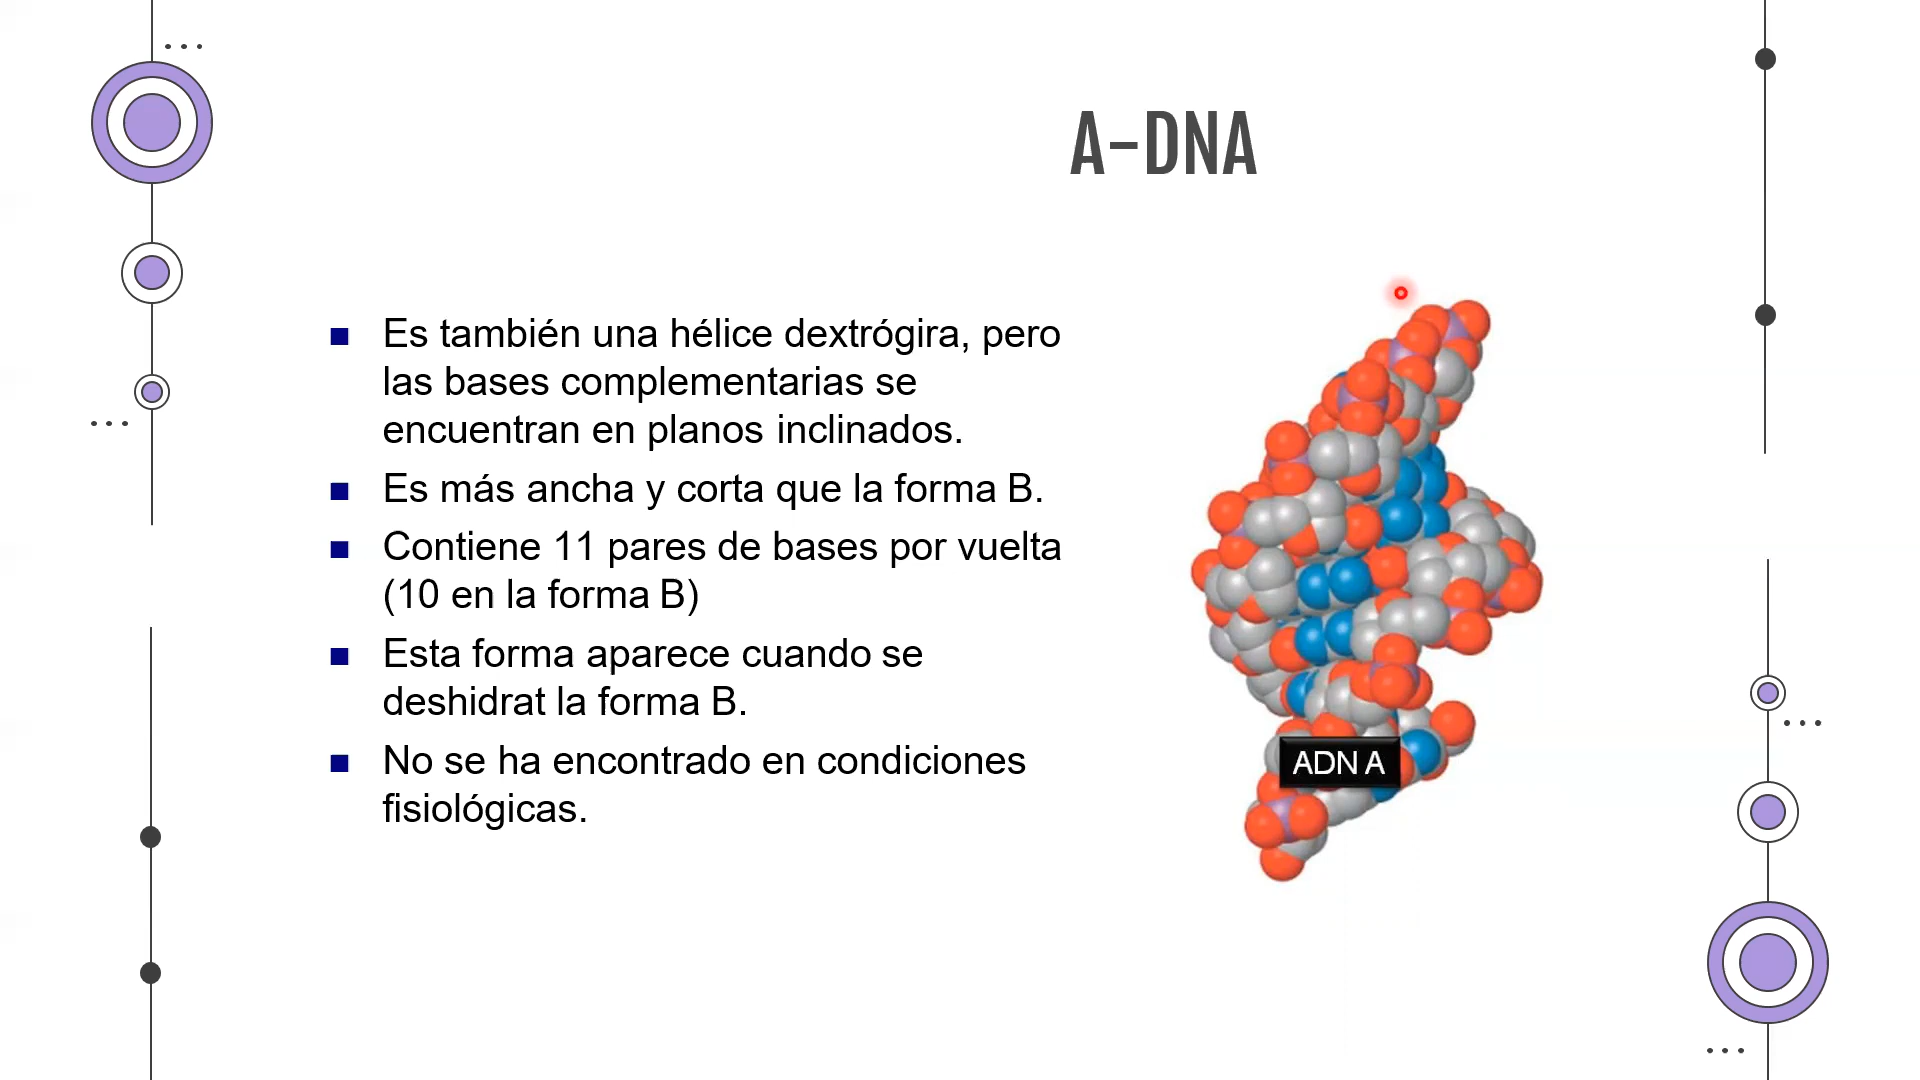 A-DNA
Es también una hélice dextrógira, pero
las bases complementarias se
encuentran en planos inclinados.
Es más ancha y corta que la forma B.
Contiene 11 pares de bases por vuelta
(10 en la forma B)
Esta forma aparece cuando se
deshidrat la forma B.
No se ha encontrado en condiciones
fisiológicas.
ADN A